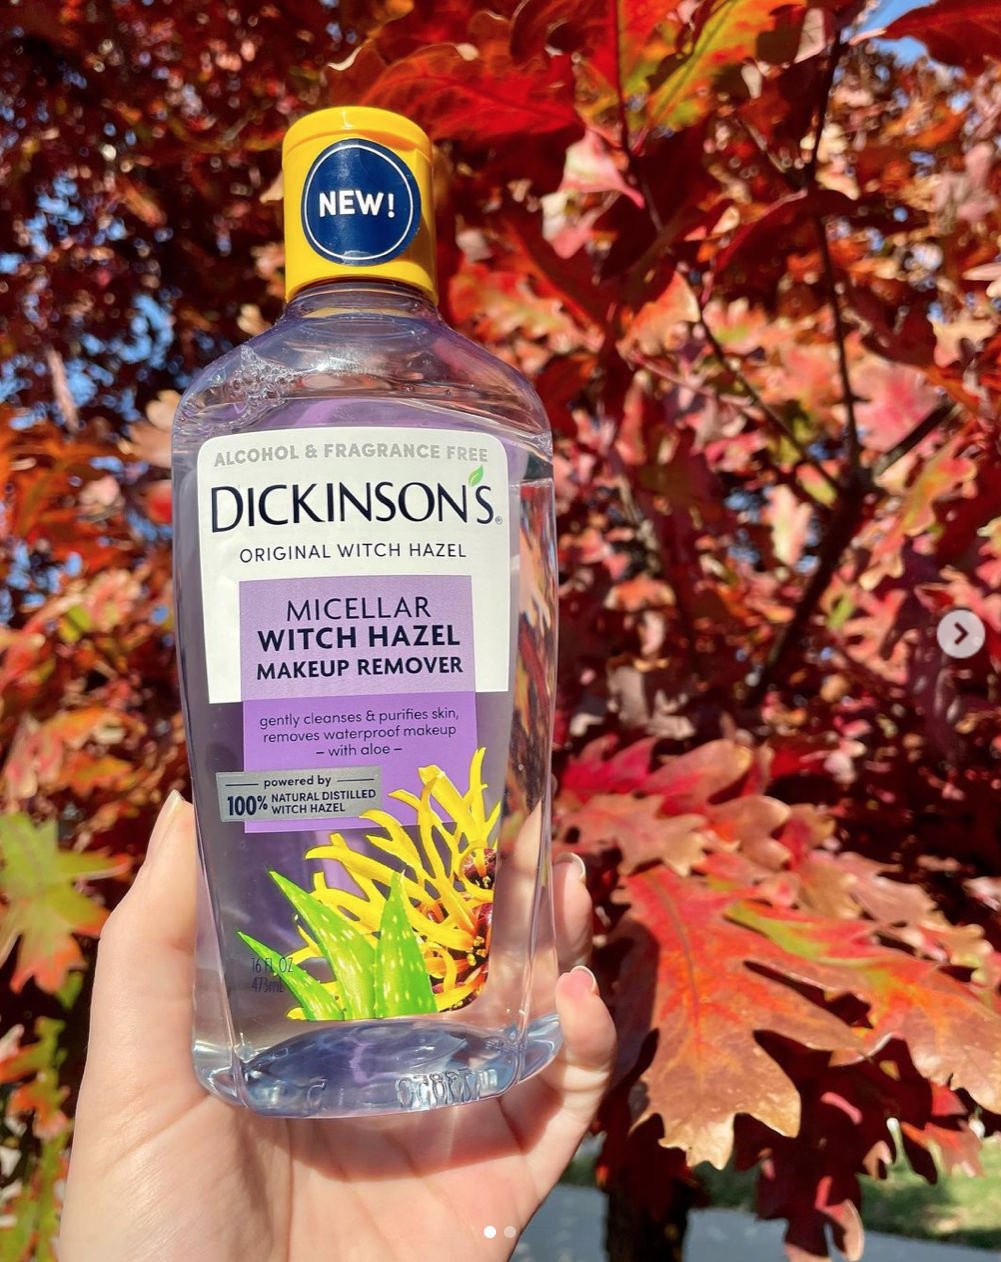 NEW!
ALCOHOL & FRAGRANCE FREE
DICKINSON'S®
ORIGINAL WITCH HAZEL
MICELLAR
WITCH HAZEL
MAKEUP REMOVER
gently cleanses & purifies skin,
removes waterproof makeup
– with aloe –
powered by
100% NATURAL DISTILLED
WITCH HAZEL
16 FL OZ
473mL